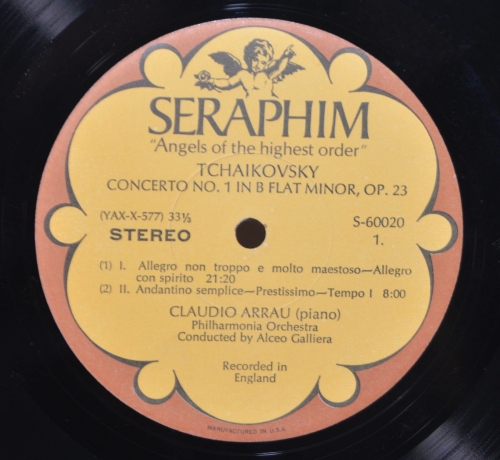 SERAPHIM
"Angels of the highest order"
TCHAIKOVSKY
CONCERTO NO. 1 IN B FLAT MINOR, OP. 23
(YAX-X-577) 33⅓
S-60020
STEREO
1.
(1) I. Allegro non troppo e molto maestoso—Allegro
con spirito 21:20
(2) II. Andantino semplice—Prestissimo—Tempo I 8:00
CLAUDIO ARRAU (piano)
Philharmonia Orchestra
Conducted by Alceo Galliera
Recorded in
England
MANUFACTURED IN U.S.A.